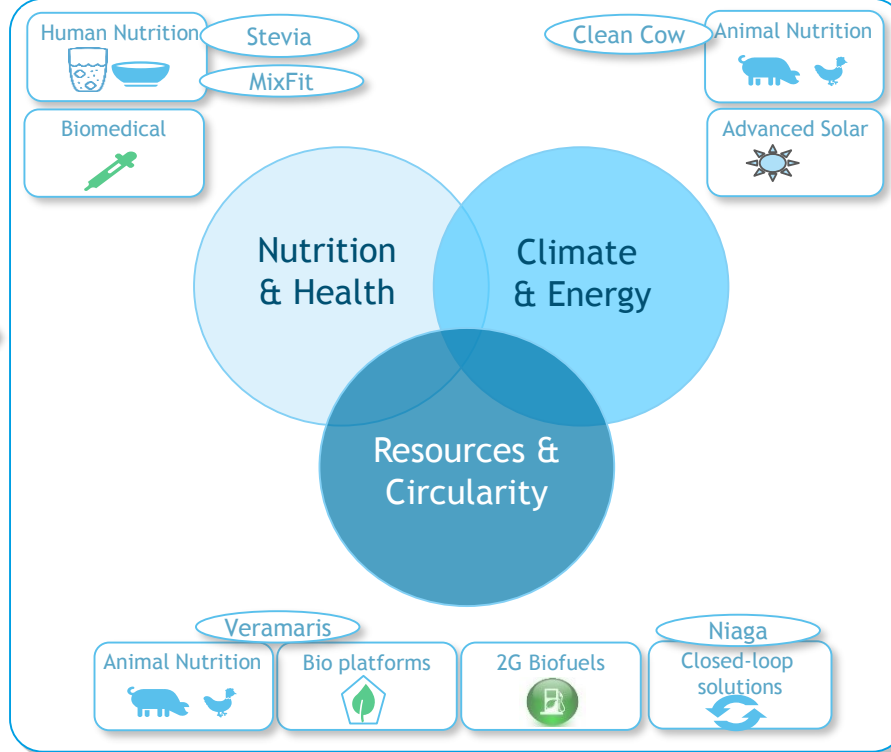 Human Nutrition
Stevia
MixFit
Biomedical
Clean Cow
Animal Nutrition
Advanced Solar
Nutrition
& Health
Climate
& Energy
Resources &
Circularity
Veramaris
Niaga
Animal Nutrition
Bio platforms
2G Biofuels
Closed-loop
solutions